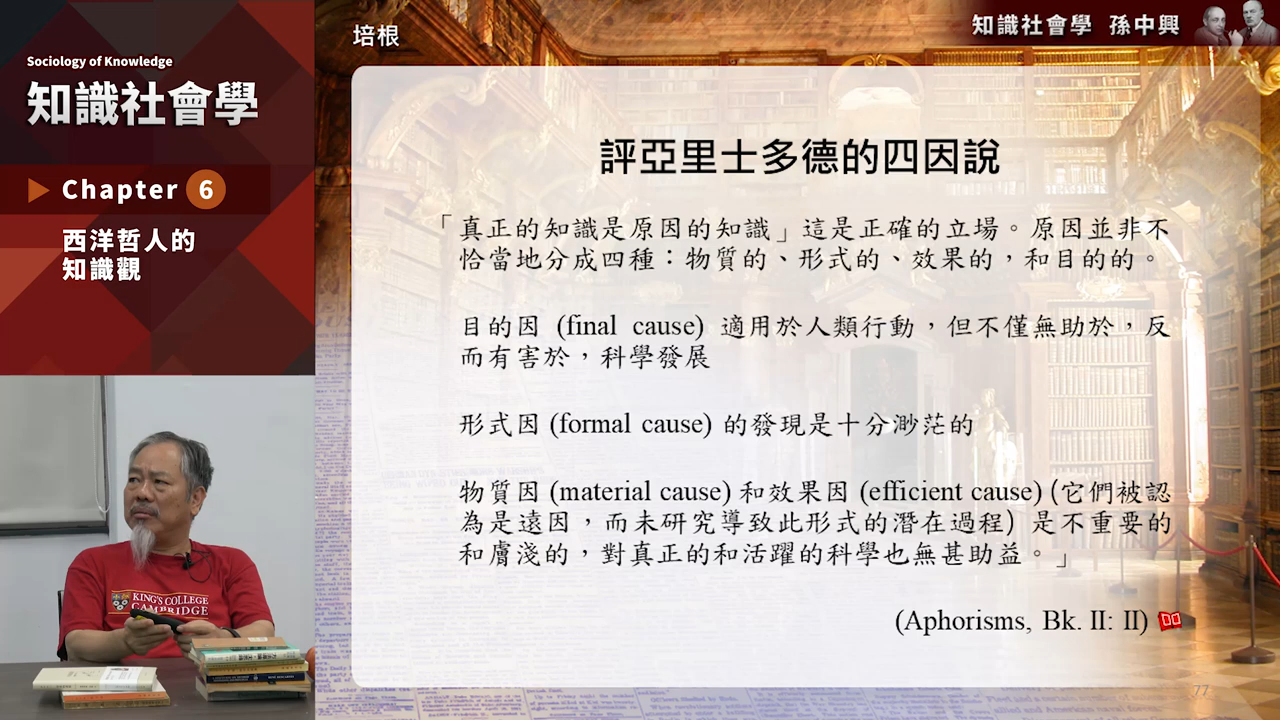 Sociology of Knowledge
知識社會學
Chapter 6
西洋哲人的
知識觀
培根
知識社會學 孫中興
評亞里士多德的四因說
「真正的知識是原因的知識」這是正確的立場。原因並非不
恰當地分成四種：物質的、形式的、效果的，和目的的。
目的因 (final cause) 適用於人類行動，但不僅無助於，反
而有害於，科學發展
形式因 (formal cause) 的發現是十分渺茫的
物質因 (material cause) 和效果因 (efficient cause) (它們被認
為是遠因，而未研究導致此形式的潛在過程) 是不重要的
和膚淺的，對真正的和活躍的科學也無甚助益 」
(Aphorisms, Bk. II: II)
77
KING'S COLLEGE
CAMBRIDGE